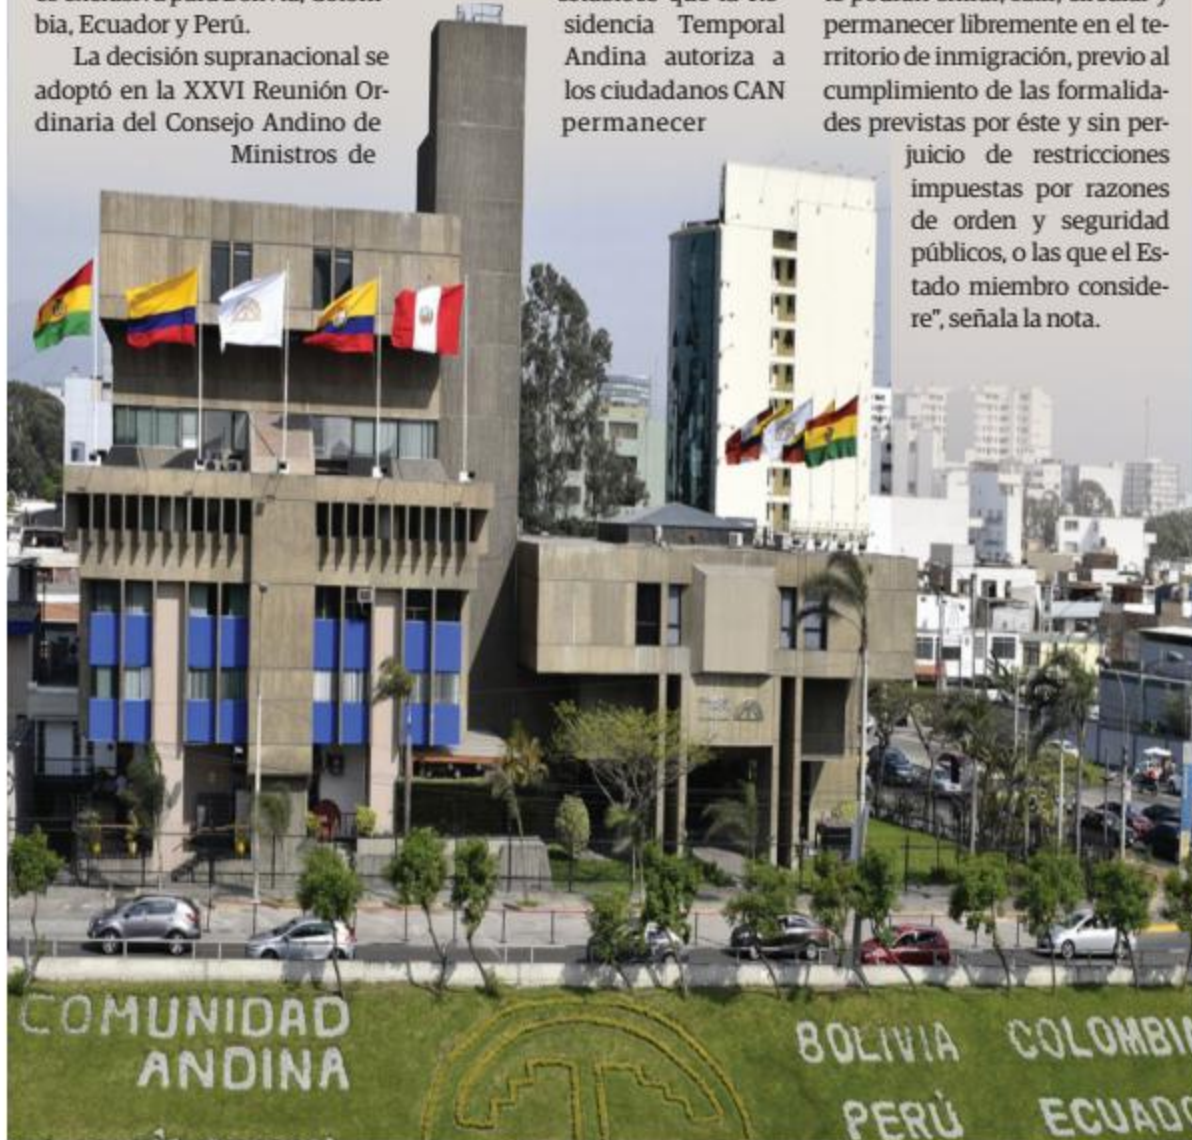 bia, Ecuador y Perú.
La decisión supranacional se
adoptó en la XXVI Reunión Or-
dinaria del Consejo Andino de
Ministros de
sidencia Temporal
Andina autoriza a
los ciudadanos CAN
permanecer
permanecer libremente en el te-
rritorio de inmigración, previo al
cumplimiento de las formalida-
des previstas por éste y sin per-
juicio de restricciones
impuestas por razones
de orden y seguridad
públicos, o las que el Es-
tado miembro conside-
re”, señala la nota.
COMUNIDAD
ANDINA
BOLIVIA COLOMBIA
PERÚ ECUADO